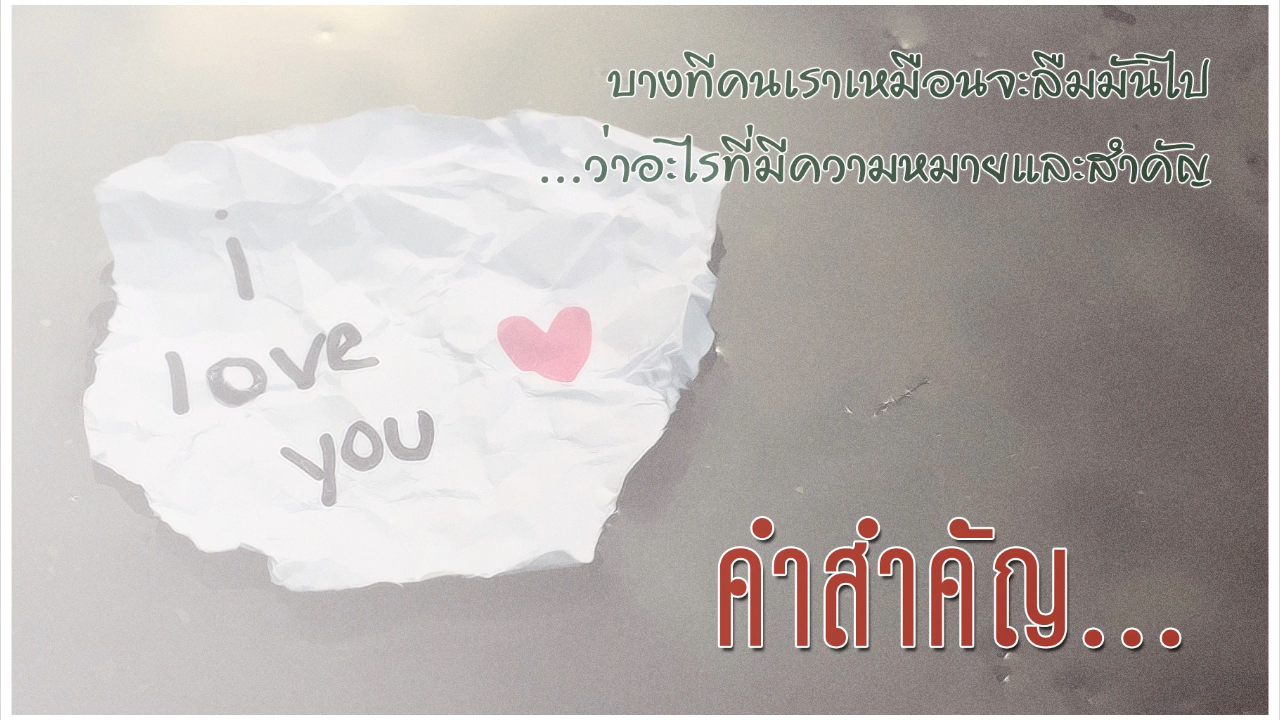 บางทีคนเราเหมือนจะลืมมันไป
...ว่าอะไรที่มีความหมายและสำคัญ
i
love
you
คำสำคัญ...